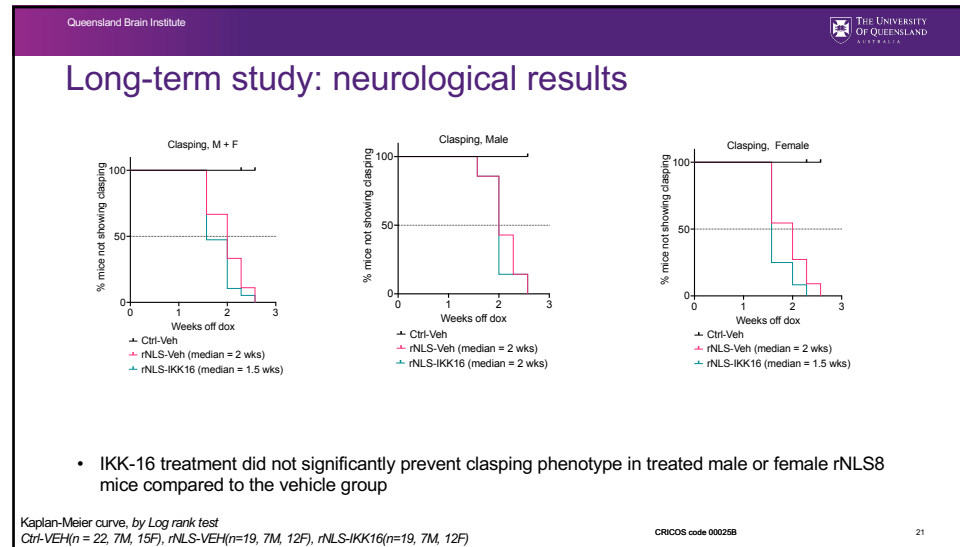 Queensland Brain Institute
THE UNIVERSITY
OF QUEENSLAND
AUSTRALIA
Long-term study: neurological results
Clasping, M + F
% mice not showing clasping
100
50
0
0 1 2 3
Weeks off dox
Ctrl-Veh
rNLS-Veh (median = 2 wks)
rNLS-IKK16 (median = 1.5 wks)
Clasping, Male
% mice not showing clasping
100
50
0
0 1 2 3
Weeks off dox
Ctrl-Veh
rNLS-Veh (median = 2 wks)
rNLS-IKK16 (median = 2 wks)
Clasping, Female
% mice not showing clasping
100
50
0
0 1 2 3
Weeks off dox
Ctrl-Veh
rNLS-Veh (median = 2 wks)
rNLS-IKK16 (median = 1.5 wks)
• IKK-16 treatment did not significantly prevent clasping phenotype in treated male or female rNLS8
mice compared to the vehicle group
Kaplan-Meier curve, by Log rank test
Ctrl-VEH(n = 22, 7M, 15F), rNLS-VEH(n=19, 7M, 12F), rNLS-IKK16(n=19, 7M, 12F)
CRICOS code 00025B
21